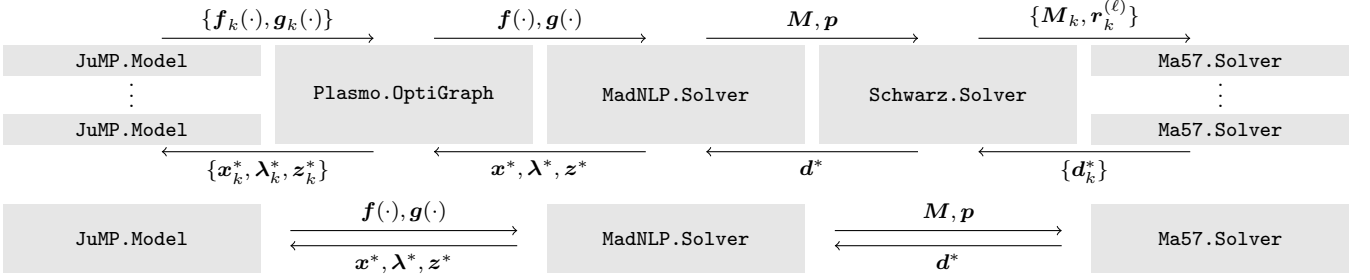 {f_k(·), g_k(·)} f(·), g(·) M, p {M_k, r_k^(ℓ)}
JuMP.Model Ma57.Solver
⋮ Plasmo.OptiGraph MadNLP.Solver Schwarz.Solver ⋮
JuMP.Model Ma57.Solver
{x_k^*, λ_k^*, z_k^*} x^*, λ^*, z^* d^* {d_k^*}
f(·), g(·) M, p
JuMP.Model MadNLP.Solver Ma57.Solver
x^*, λ^*, z^* d^*